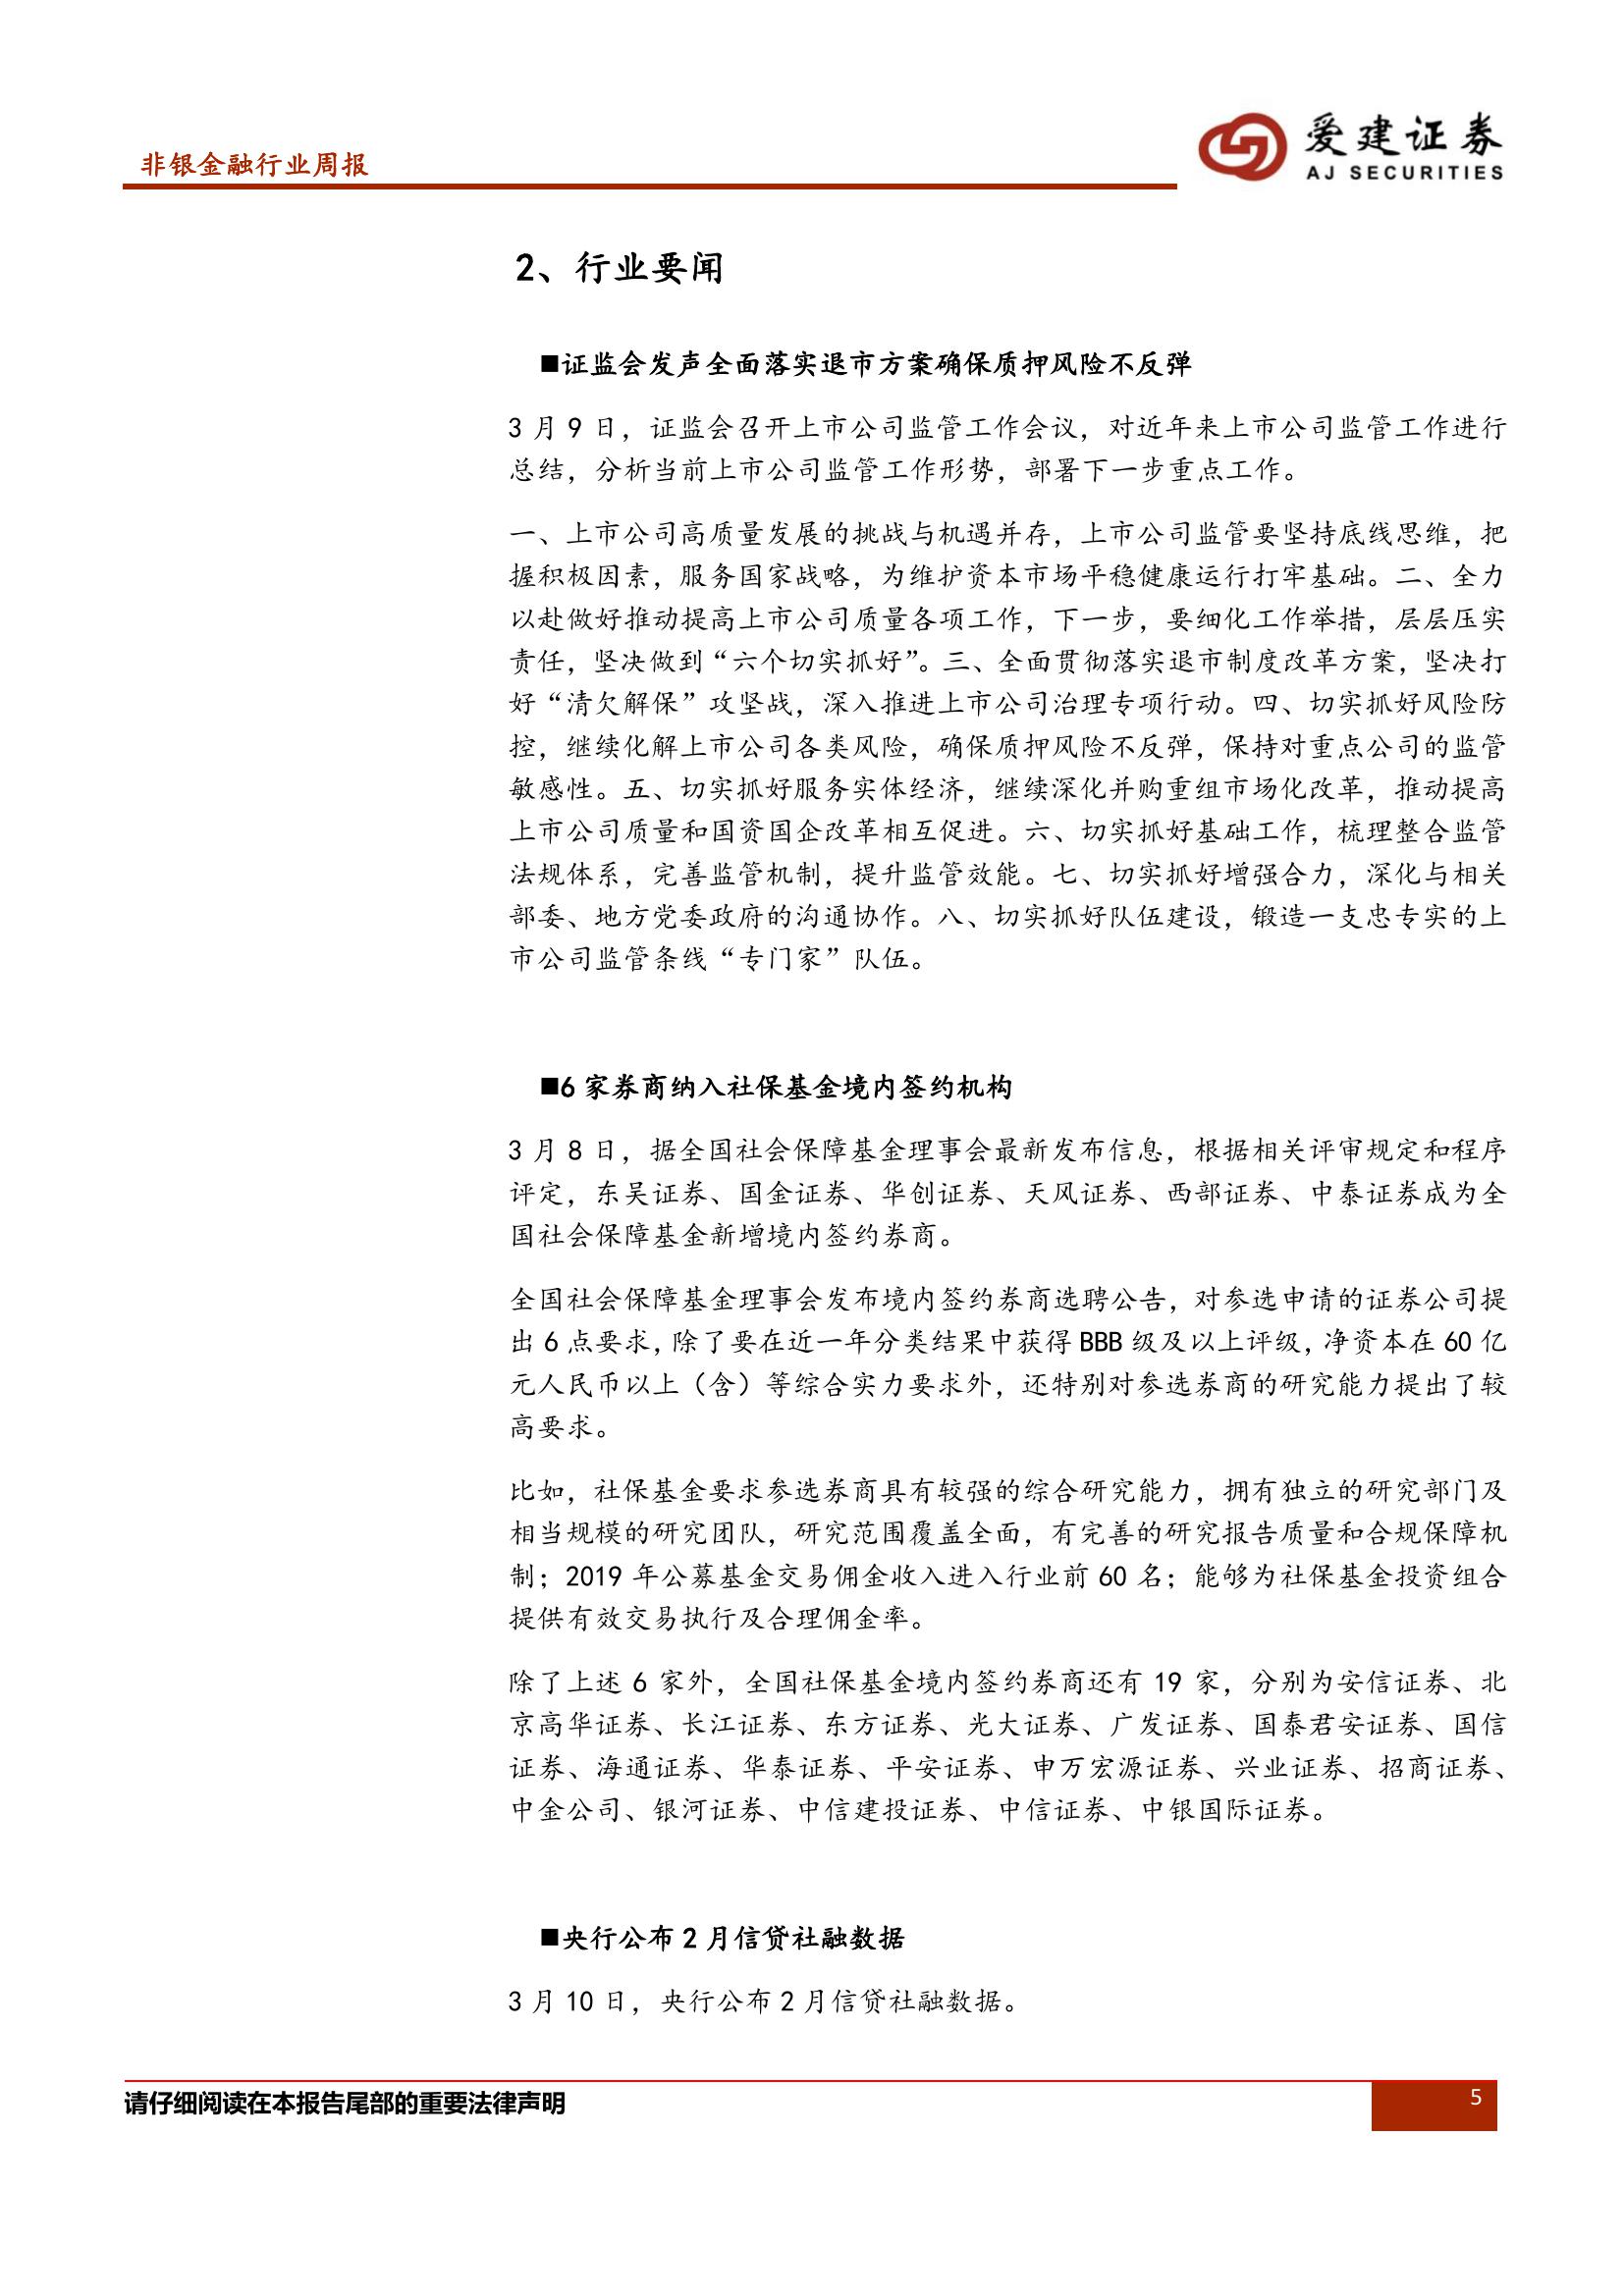 非银金融行业周报
爱建证券
AJ SECURITIES
2、行业要闻
■证监会发声全面落实退市方案确保质押风险不反弹
3 月 9 日，证监会召开上市公司监管工作会议，对近年来上市公司监管工作进行
总结，分析当前上市公司监管工作形势，部署下一步重点工作。
一、上市公司高质量发展的挑战与机遇并存，上市公司监管要坚持底线思维，把
握积极因素，服务国家战略，为维护资本市场平稳健康运行打牢基础。二、全力
以赴做好推动提高上市公司质量各项工作，下一步，要细化工作举措，层层压实
责任，坚决做到“六个切实抓好”。三、全面贯彻落实退市制度改革方案，坚决打
好“清欠解保”攻坚战，深入推进上市公司治理专项行动。四、切实抓好风险防
控，继续化解上市公司各类风险，确保质押风险不反弹，保持对重点公司的监管
敏感性。五、切实抓好服务实体经济，继续深化并购重组市场化改革，推动提高
上市公司质量和国资国企改革相互促进。六、切实抓好基础工作，梳理整合监管
法规体系，完善监管机制，提升监管效能。七、切实抓好增强合力，深化与相关
部委、地方党委政府的沟通协作。八、切实抓好队伍建设，锻造一支忠专实的上
市公司监管条线“专门家”队伍。
■6 家券商纳入社保基金境内签约机构
3 月 8 日，据全国社会保障基金理事会最新发布信息，根据相关评审规定和程序
评定，东吴证券、国金证券、华创证券、天风证券、西部证券、中泰证券成为全
国社会保障基金新增境内签约券商。
全国社会保障基金理事会发布境内签约券商选聘公告，对参选申请的证券公司提
出 6 点要求，除了要在近一年分类结果中获得 BBB 级及以上评级，净资本在 60 亿
元人民币以上（含）等综合实力要求外，还特别对参选券商的研究能力提出了较
高要求。
比如，社保基金要求参选券商具有较强的综合研究能力，拥有独立的研究部门及
相当规模的研究团队，研究范围覆盖全面，有完善的研究报告质量和合规保障机
制；2019 年公募基金交易佣金收入进入行业前 60 名；能够为社保基金投资组合
提供有效交易执行及合理佣金率。
除了上述 6 家外，全国社保基金境内签约券商还有 19 家，分别为安信证券、北
京高华证券、长江证券、东方证券、光大证券、广发证券、国泰君安证券、国信
证券、海通证券、华泰证券、平安证券、申万宏源证券、兴业证券、招商证券、
中金公司、银河证券、中信建投证券、中信证券、中银国际证券。
■央行公布 2 月信贷社融数据
3 月 10 日，央行公布 2 月信贷社融数据。
请仔细阅读在本报告尾部的重要法律声明
5